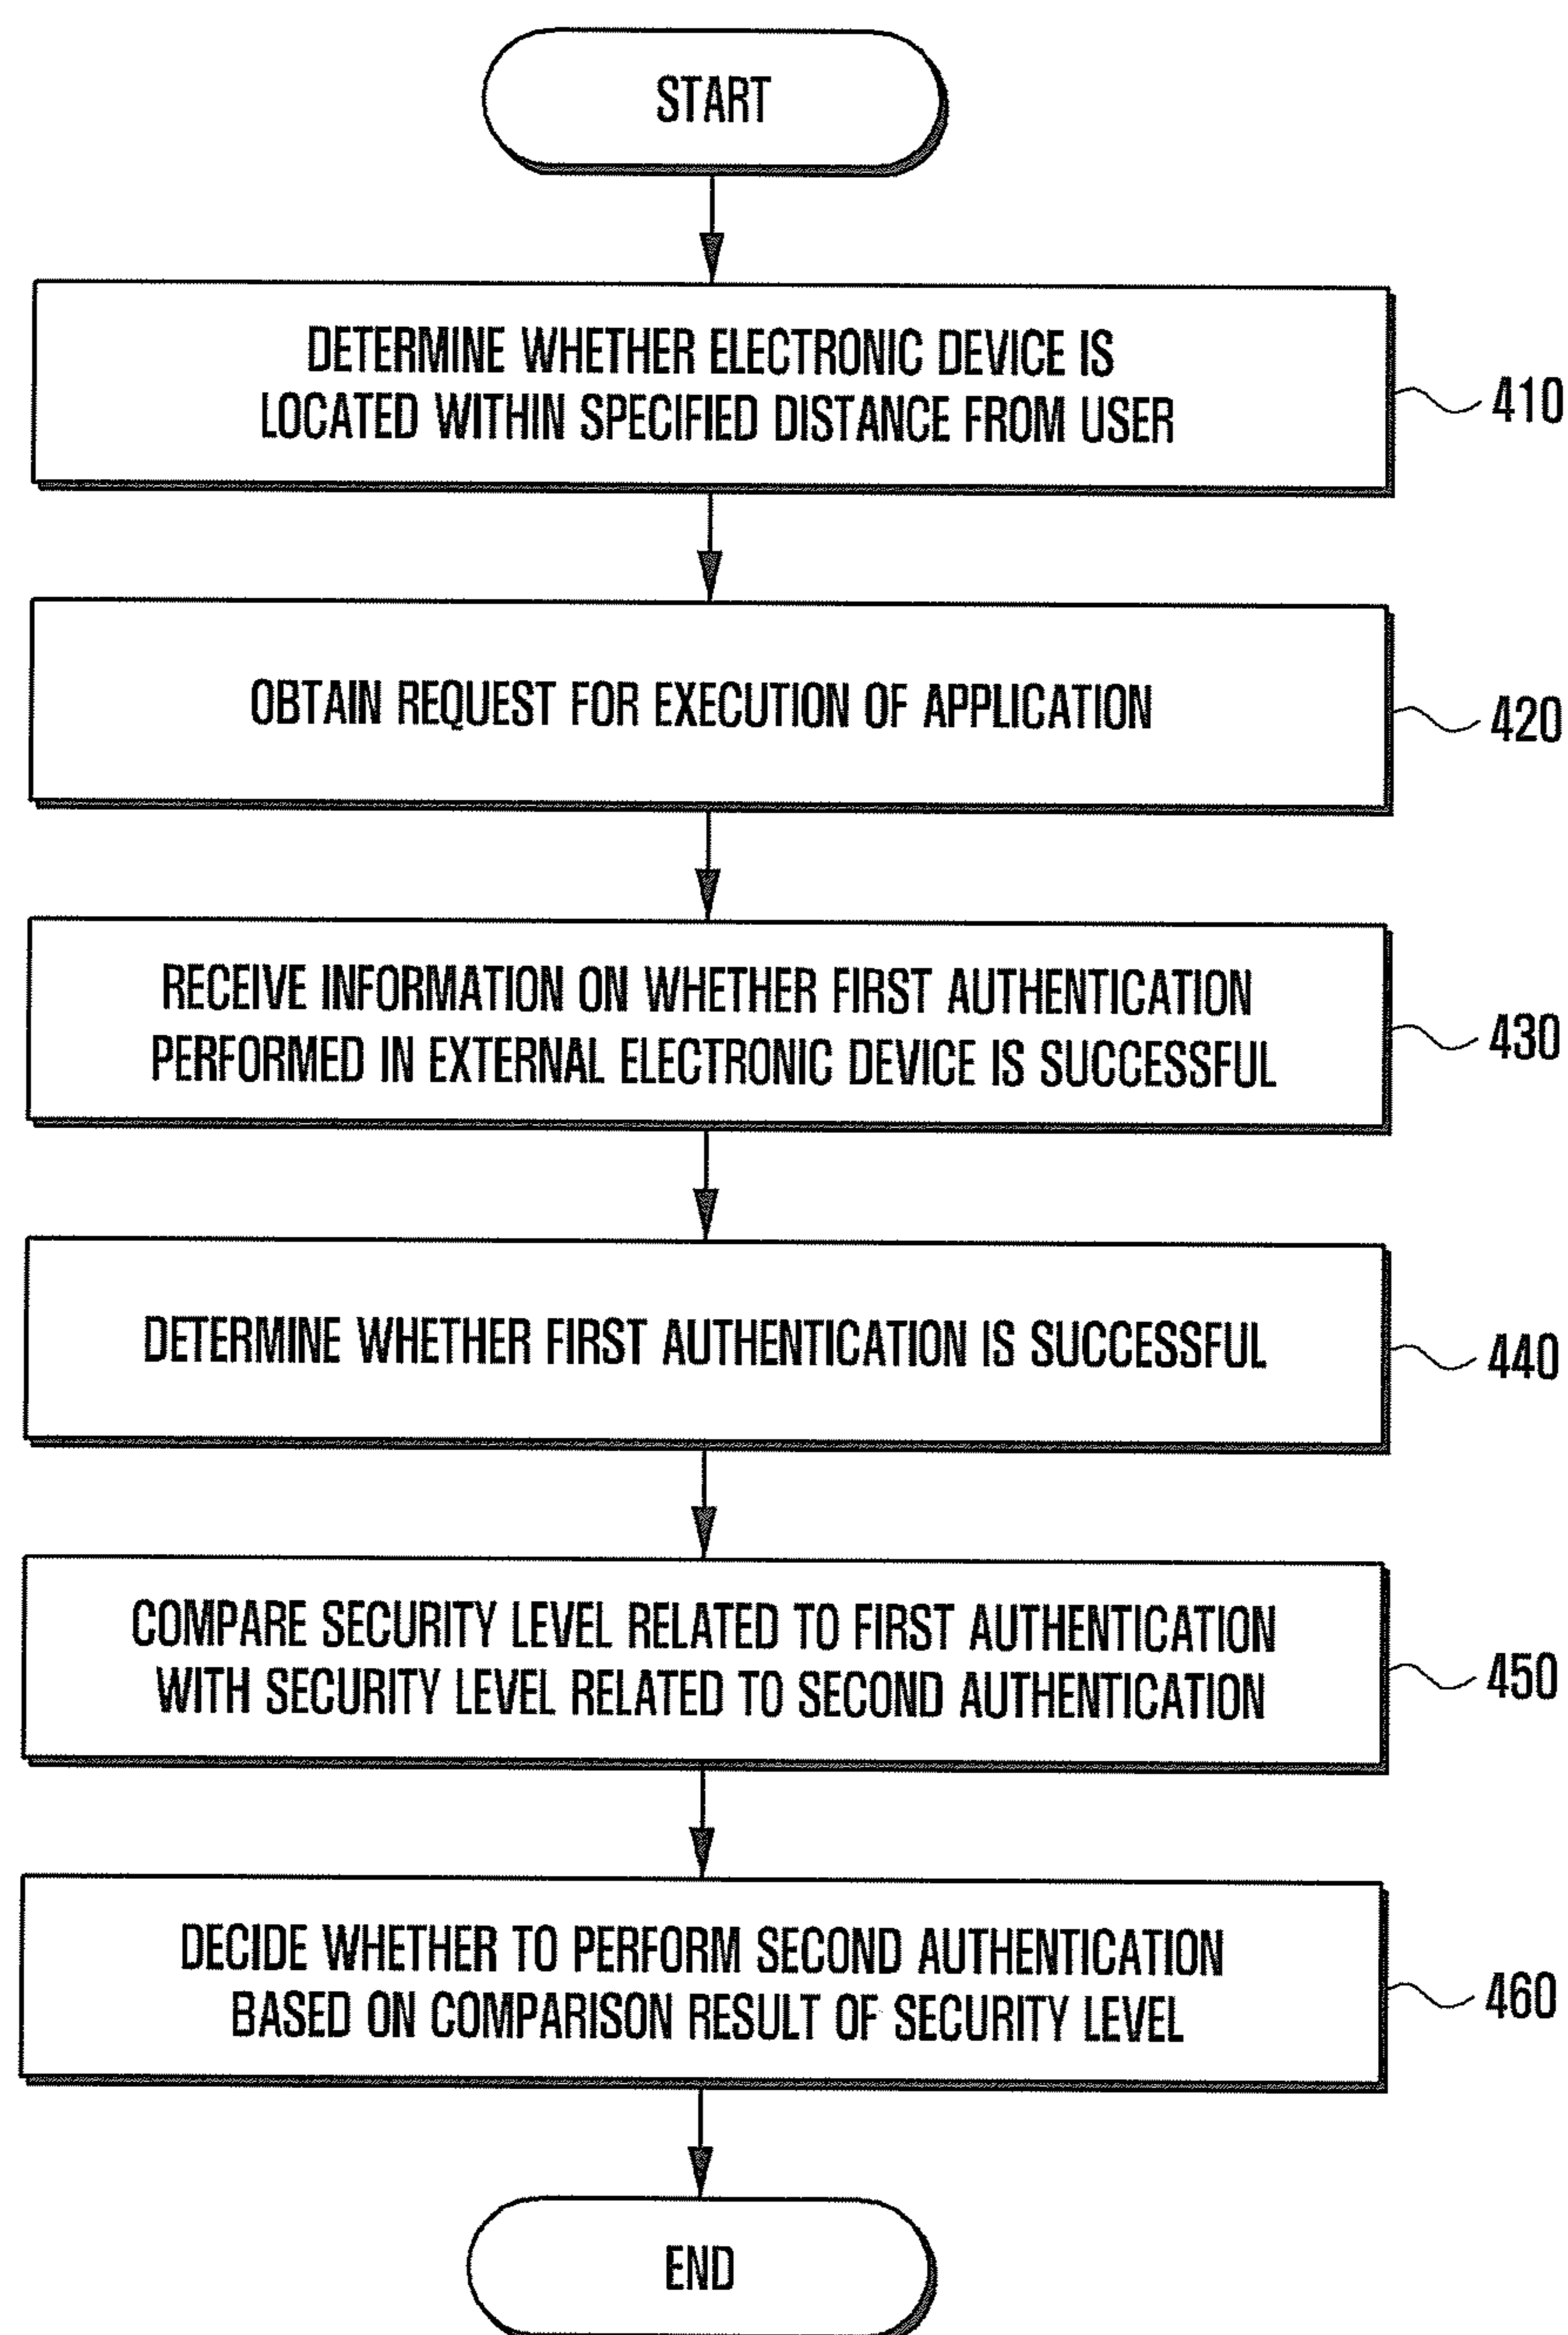 START
DETERMINE WHETHER ELECTRONIC DEVICE IS
LOCATED WITHIN SPECIFIED DISTANCE FROM USER
410
OBTAIN REQUEST FOR EXECUTION OF APPLICATION
420
RECEIVE INFORMATION ON WHETHER FIRST AUTHENTICATION
PERFORMED IN EXTERNAL ELECTRONIC DEVICE IS SUCCESSFUL
430
DETERMINE WHETHER FIRST AUTHENTICATION IS SUCCESSFUL
440
COMPARE SECURITY LEVEL RELATED TO FIRST AUTHENTICATION
WITH SECURITY LEVEL RELATED TO SECOND AUTHENTICATION
450
DECIDE WHETHER TO PERFORM SECOND AUTHENTICATION
BASED ON COMPARISON RESULT OF SECURITY LEVEL
460
END